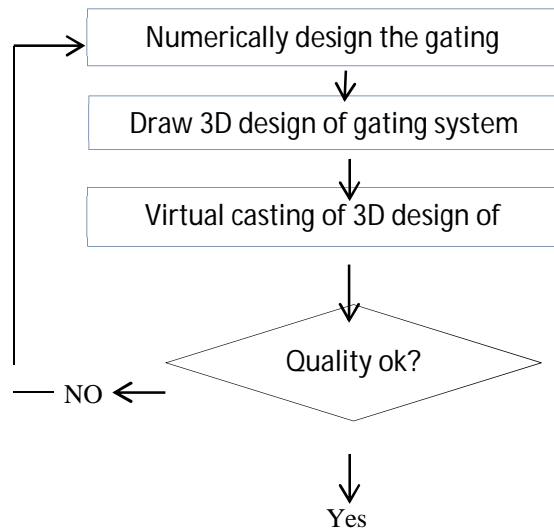 Numerically design the gating
Draw 3D design of gating system
Virtual casting of 3D design of
Quality ok?
NO
Yes